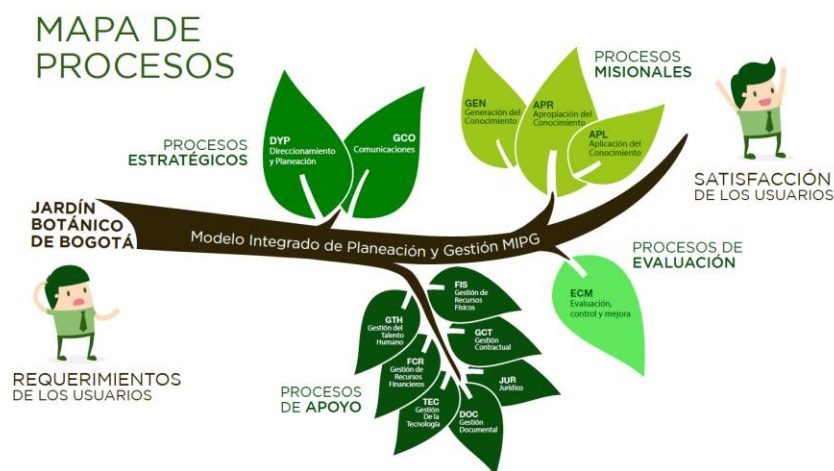 MAPA DE
PROCESOS
PROCESOS
ESTRATÉGICOS
DYP
Direccionamiento
y Planeación
GCO
Comunicaciones
GEN
Generación del
Conocimiento
APR
Apropiación del
Conocimiento
APL
Aplicación del
Conocimiento
PROCESOS
MISIONALES
SATISFACCIÓN
DE LOS USUARIOS
JARDÍN
BOTÁNICO
DE BOGOTÁ
Modelo Integrado de Planeación y Gestión MIPG
PROCESOS DE
EVALUACIÓN
ECM
Evaluación,
control y mejora
REQUERIMIENTOS
DE LOS USUARIOS
PROCESOS
DE APOYO
FIS
Gestión de
Recursos
Físicos
GTH
Gestión del
Talento
Humano
GCT
Gestión
Contractual
FCR
Gestión de
Recursos
Financieros
JUR
Jurídico
TEC
Gestión
De la
Tecnología
DOC
Gestión
Documental